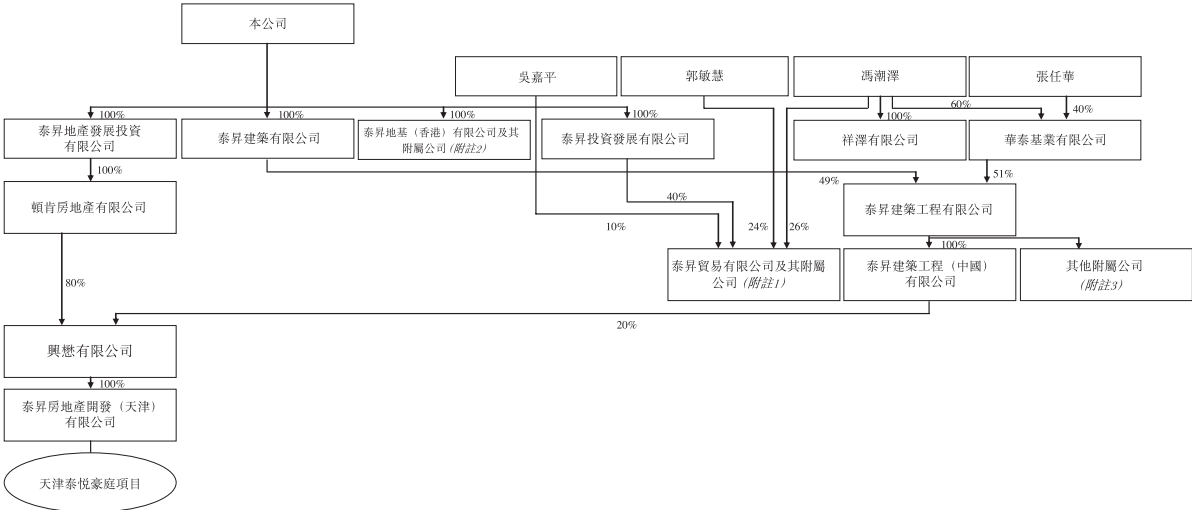 本公司
吳嘉平
郭敏慧
馮潮澤
張任華
100%
100%
100%
100%
100%
60%
40%
泰昇地產發展投資
有限公司
泰昇建築有限公司
泰昇地基（香港）有限公司及其
附屬公司(附註2)
泰昇投資發展有限公司
祥澤有限公司
華泰基業有限公司
100%
49%
51%
頓肯房地產有限公司
40%
泰昇建築工程有限公司
10%
24%
26%
100%
泰昇貿易有限公司及其附屬
公司(附註1)
泰昇建築工程（中國）
有限公司
其他附屬公司
(附註3)
80%
20%
興懋有限公司
100%
泰昇房地產開發（天津）
有限公司
天津泰悅豪庭項目